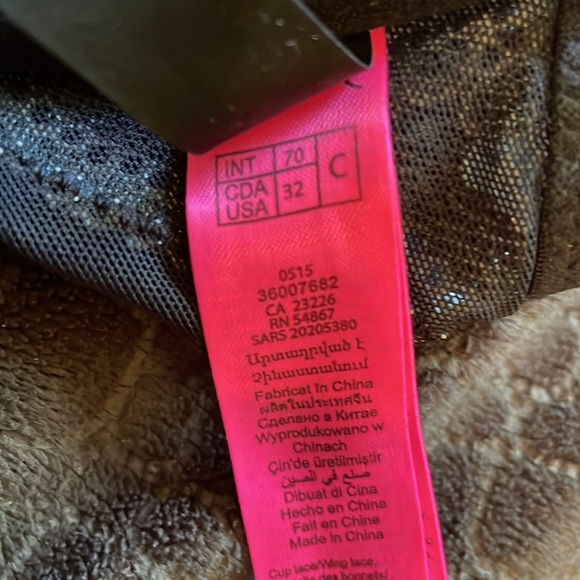 INT 70 C
CDA USA 32
0515
36007682
CA 23226
RN 54867
SARS 20205380
Արտադրված է
Չինաստանում
Fabricat în China
ผลิตในประเทศจีน
Сделано в Китае
Wyprodukowano w
Chinach
Çin'de üretilmiştir
صنع في الصين
Dibuat di Cina
Hecho en China
Fait en Chine
Made in China
Cup lace/Wing lace,
des bonnets/